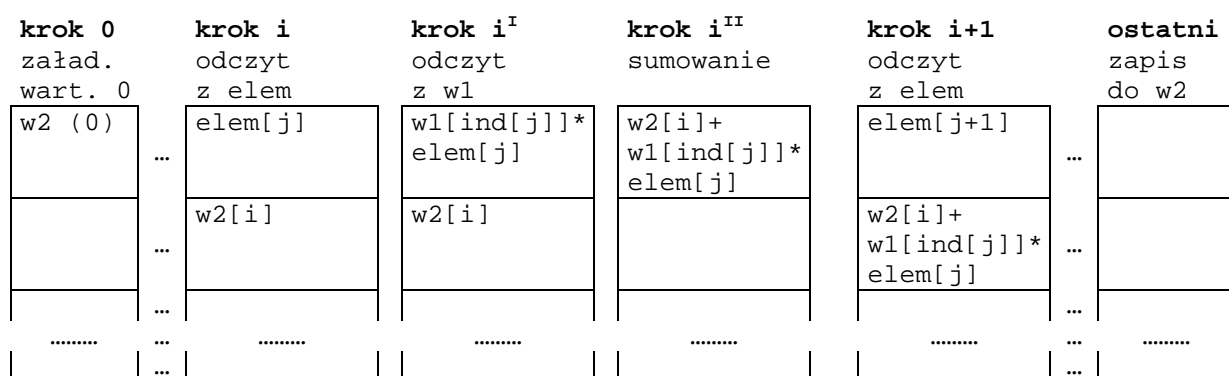 krok 0 krok i krok i^I krok i^II krok i+1 ostatni
załad. odczyt odczyt sumowanie odczyt zapis
wart. 0 z elem z w1 z elem do w2
w2 (0) elem[j] w1[ind[j]]* w2[i]+ elem[j+1]
… elem[j] w1[ind[j]]* …
elem[j]
w2[i] w2[i] w2[i]+
… w1[ind[j]]* …
elem[j]
… …
……… … ……… ……… ……… ……… … ………
… …